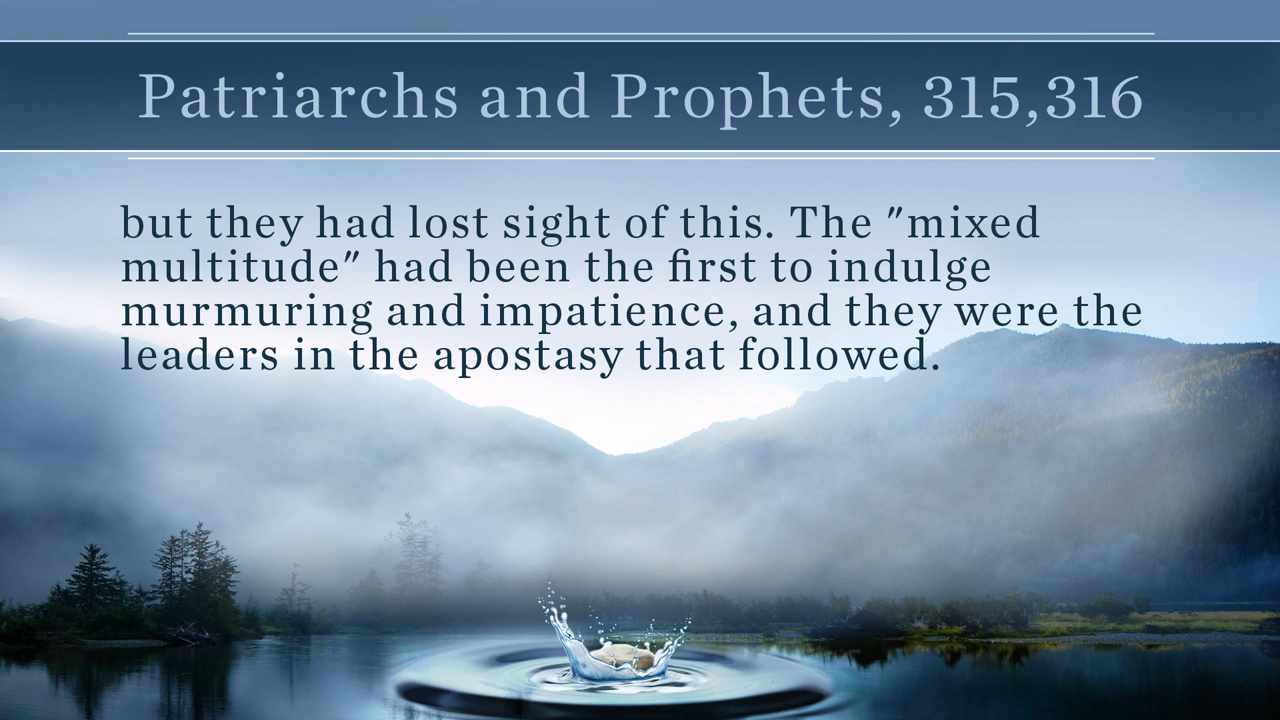 Patriarchs and Prophets, 315,316
but they had lost sight of this. The "mixed
multitude" had been the first to indulge
murmuring and impatience, and they were the
leaders in the apostasy that followed.